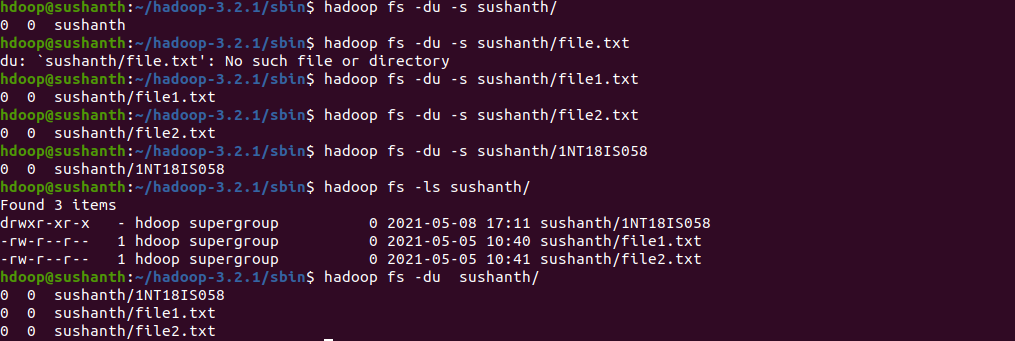 hdoop@sushanth:~/hadoop-3.2.1/sbin$ hadoop fs -du -s sushanth/
0  0  sushanth
hdoop@sushanth:~/hadoop-3.2.1/sbin$ hadoop fs -du -s sushanth/file.txt
du: `sushanth/file.txt': No such file or directory
hdoop@sushanth:~/hadoop-3.2.1/sbin$ hadoop fs -du -s sushanth/file1.txt
0  0  sushanth/file1.txt
hdoop@sushanth:~/hadoop-3.2.1/sbin$ hadoop fs -du -s sushanth/file2.txt
0  0  sushanth/file2.txt
hdoop@sushanth:~/hadoop-3.2.1/sbin$ hadoop fs -du -s sushanth/1NT18IS058
0  0  sushanth/1NT18IS058
hdoop@sushanth:~/hadoop-3.2.1/sbin$ hadoop fs -ls sushanth/
Found 3 items
drwxr-xr-x   - hdoop supergroup          0 2021-05-08 17:11 sushanth/1NT18IS058
-rw-r--r--   1 hdoop supergroup          0 2021-05-05 10:40 sushanth/file1.txt
-rw-r--r--   1 hdoop supergroup          0 2021-05-05 10:41 sushanth/file2.txt
hdoop@sushanth:~/hadoop-3.2.1/sbin$ hadoop fs -du  sushanth/
0  0  sushanth/1NT18IS058
0  0  sushanth/file1.txt
0  0  sushanth/file2.txt